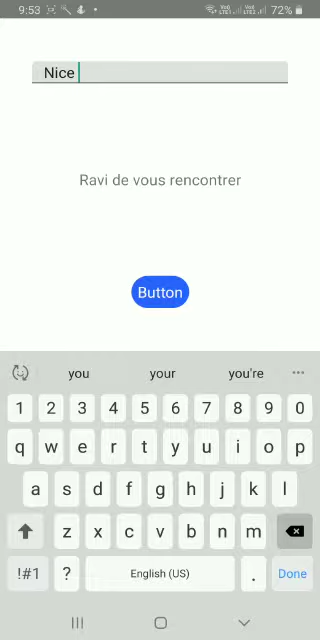 9:53 72%
Nice
Ravi de vous rencontrer
Button
you your you're
1 2 3 4 5 6 7 8 9 0
q w e r t y u i o p
a s d f g h j k l
z x c v b n m
!#1 ? English (US) . Done